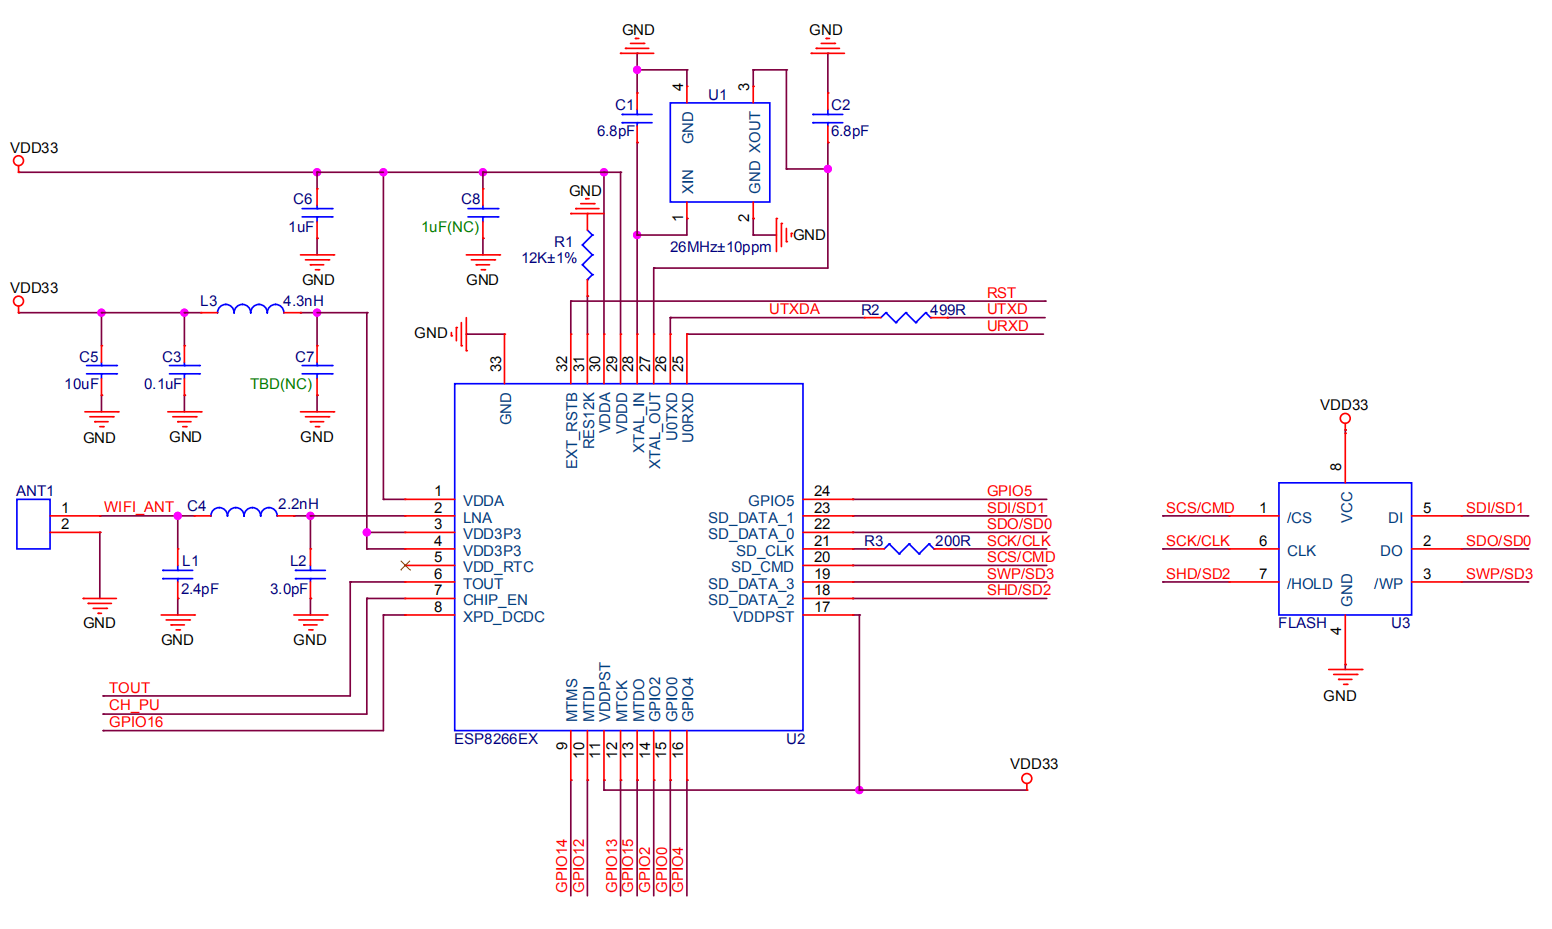 GND
GND
4
3
U1
C1
6.8pF
GND
XOUT
C2
6.8pF
XIN
GND
1
2
GND
26MHz±10ppm
VDD33
C6
1uF
GND
C8
1uF(NC)
GND
GND
R1
12K±1%
VDD33
L3
4.3nH
C5
10uF
GND
C3
0.1uF
GND
C7
TBD(NC)
GND
RST
UTXDA
R2
499R
UTXD
URXD
GND
33
32
31
30
29
28
27
26
25
GND
EXT_RSTB
RES12K
VDDA
VDDD
XTAL_IN
XTAL_OUT
U0TXD
U0RXD
ANT1
1
2
WIFI_ANT
C4
2.2nH
L1
2.4pF
L2
3.0pF
GND
GND
GND
1
VDDA
2
LNA
3
VDD3P3
4
VDD3P3
5
VDD_RTC
6
TOUT
7
CHIP_EN
8
XPD_DCDC
GPIO5
24
GPIO5
SD_DATA_1
23
SDI/SD1
SD_DATA_0
22
SDO/SD0
SD_CLK
21
R3
200R
SCK/CLK
SD_CMD
20
SCS/CMD
SD_DATA_3
19
SWP/SD3
SD_DATA_2
18
SHD/SD2
VDDPST
17
TOUT
CH_PU
GPIO16
MTMS
MTDI
VDDPST
MTCK
MTDO
GPIO2
GPIO0
GPIO4
ESP8266EX
U2
9
10
11
12
13
14
15
16
VDD33
GPIO14
GPIO12
GPIO13
GPIO15
GPIO2
GPIO0
GPIO4
VDD33
8
VCC
SCS/CMD
1
/CS
DI
5
SDI/SD1
SCK/CLK
6
CLK
DO
2
SDO/SD0
SHD/SD2
7
/HOLD
GND
/WP
3
SWP/SD3
FLASH
U3
4
GND